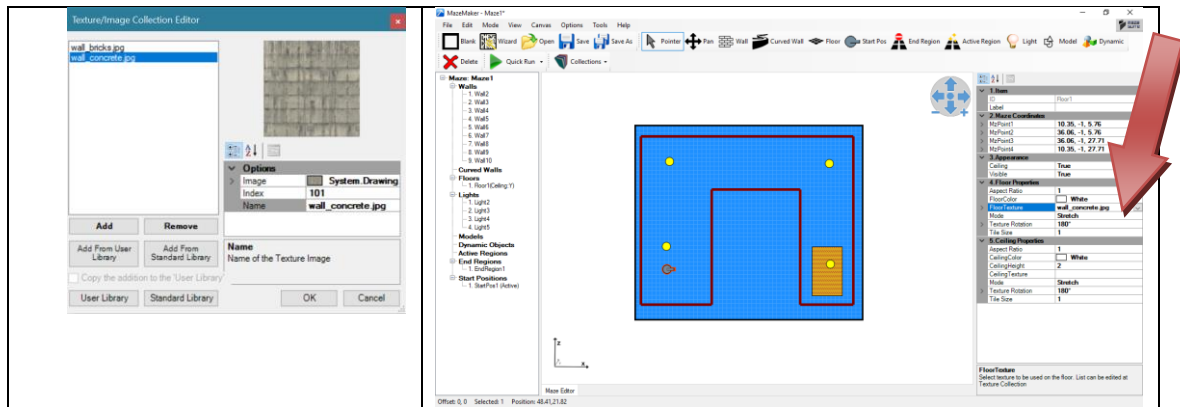 Texture/Image Collection Editor
wall_bricks.jpg
wall_concrete.jpg
Options
Image System.Drawing
Index 101
Name wall_concrete.jpg
Add Remove
Add From User Library
Add From Standard Library
Name
Name of the Texture Image
Copy the addition to the 'User Library'
User Library Standard Library OK Cancel
MazeMaker - Maze1*
File Edit Mode View Canvas Options Tools Help
Blank Wizard Open Save Save As Pointer Pan Wall Curved Wall Floor Start Pos End Region Active Region Light Model Dynamic
Delete Quick Run Collections
Maze: Maze1
Walls
1. Wall2
2. Wall3
3. Wall4
4. Wall5
5. Wall6
6. Wall7
7. Wall8
8. Wall9
9. Wall10
Curved Walls
Floors
1. Floor1(Ceiling:Y)
Lights
1. Light2
2. Light3
3. Light4
4. Light5
Models
Dynamic Objects
Active Regions
End Regions
1. EndRegion1
Start Positions
1. StartPos1 (Active)
z
x
Maze Editor
1.Item
ID Floor1
Label
2.Maze Coordinates
MzPoint1 10.35, -1, 5.76
MzPoint2 36.06, -1, 5.76
MzPoint3 36.06, -1, 27.71
MzPoint4 10.35, -1, 27.71
3.Appearance
Ceiling True
Visible True
4.Floor Properties
Aspect Ratio 1
FloorColor White
FloorTexture wall_concrete.jpg
Mode Stretch
Texture Rotation 180°
Tile Size 1
5.Ceiling Properties
Aspect Ratio 1
CeilingColor White
CeilingHeight 2
CeilingTexture
Mode Stretch
Texture Rotation 180°
Tile Size 1
FloorTexture
Select texture to be used on the floor. List can be edited at
Texture Collection
Offset: 0, 0 Selected: 1 Position: 48.41,21.82